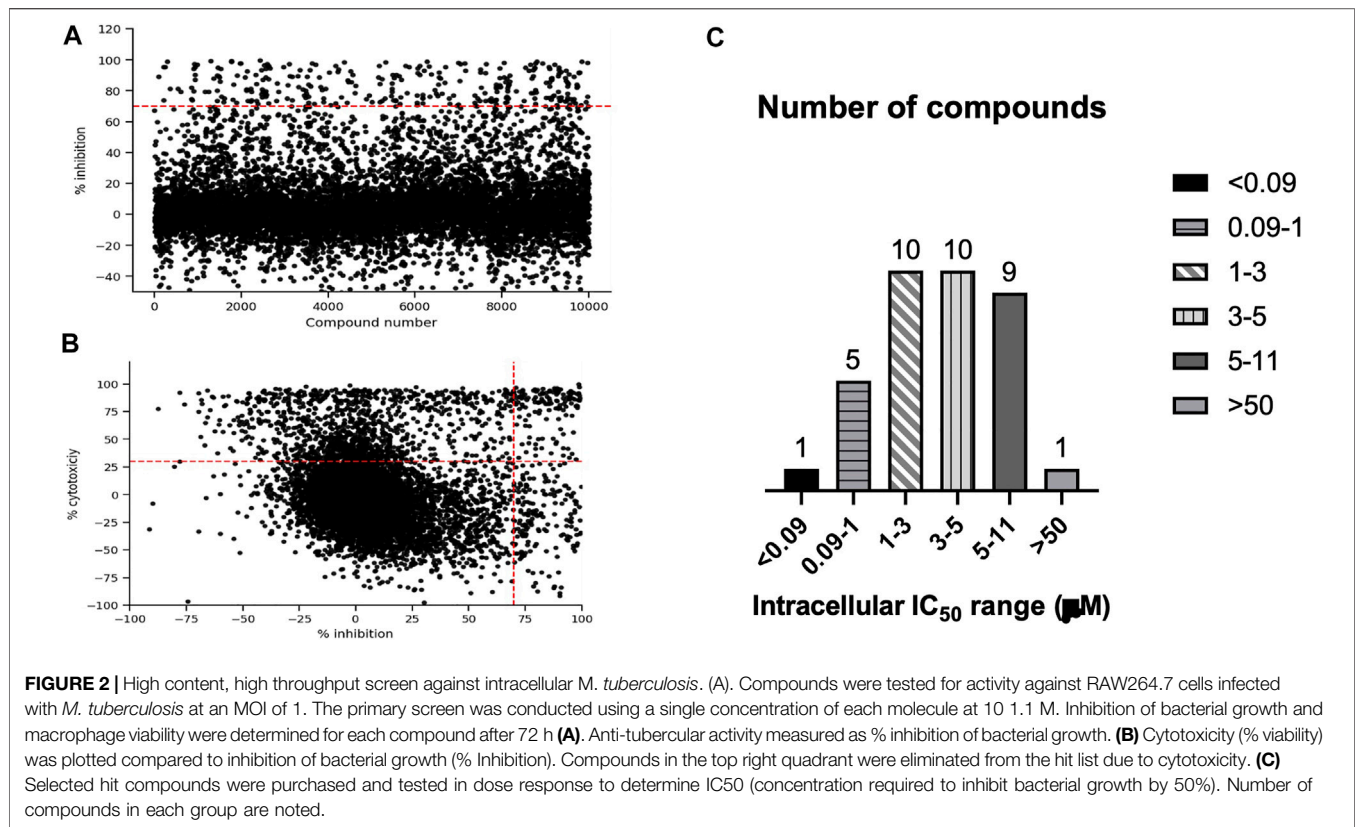 A
120
100
80
60
40
20
0
−20
−40
% inhibition
0 2000 4000 6000 8000 10000
Compound number
B
100
75
50
25
0
−25
−50
−75
−100
% cytotoxiciy
−100 −75 −50 −25 0 25 50 75 100
% inhibition
C
Number of compounds
1 5 10 10 9 1
<0.09 0.09-1 1-3 3-5 5-11 >50
Intracellular IC50 range (µM)
<0.09
0.09-1
1-3
3-5
5-11
>50
FIGURE 2 | High content, high throughput screen against intracellular M. tuberculosis. (A). Compounds were tested for activity against RAW264.7 cells infected
with M. tuberculosis at an MOI of 1. The primary screen was conducted using a single concentration of each molecule at 10 1.1 M. Inhibition of bacterial growth and
macrophage viability were determined for each compound after 72 h (A). Anti-tubercular activity measured as % inhibition of bacterial growth. (B) Cytotoxicity (% viability)
was plotted compared to inhibition of bacterial growth (% Inhibition). Compounds in the top right quadrant were eliminated from the hit list due to cytotoxicity. (C)
Selected hit compounds were purchased and tested in dose response to determine IC50 (concentration required to inhibit bacterial growth by 50%). Number of
compounds in each group are noted.